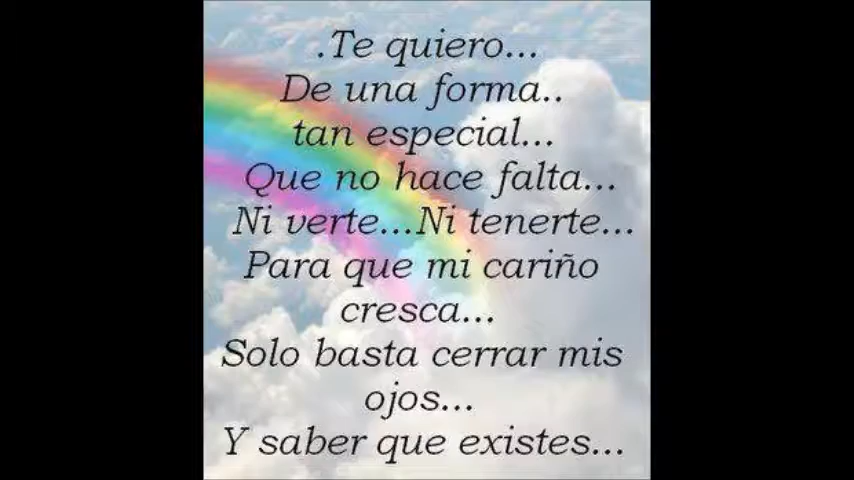 .Te quiero...
De una forma..
tan especial...
Que no hace falta...
Ni verte...Ni tenerte...
Para que mi cariño
cresca...
Solo basta cerrar mis
ojos...
Y saber que existes...